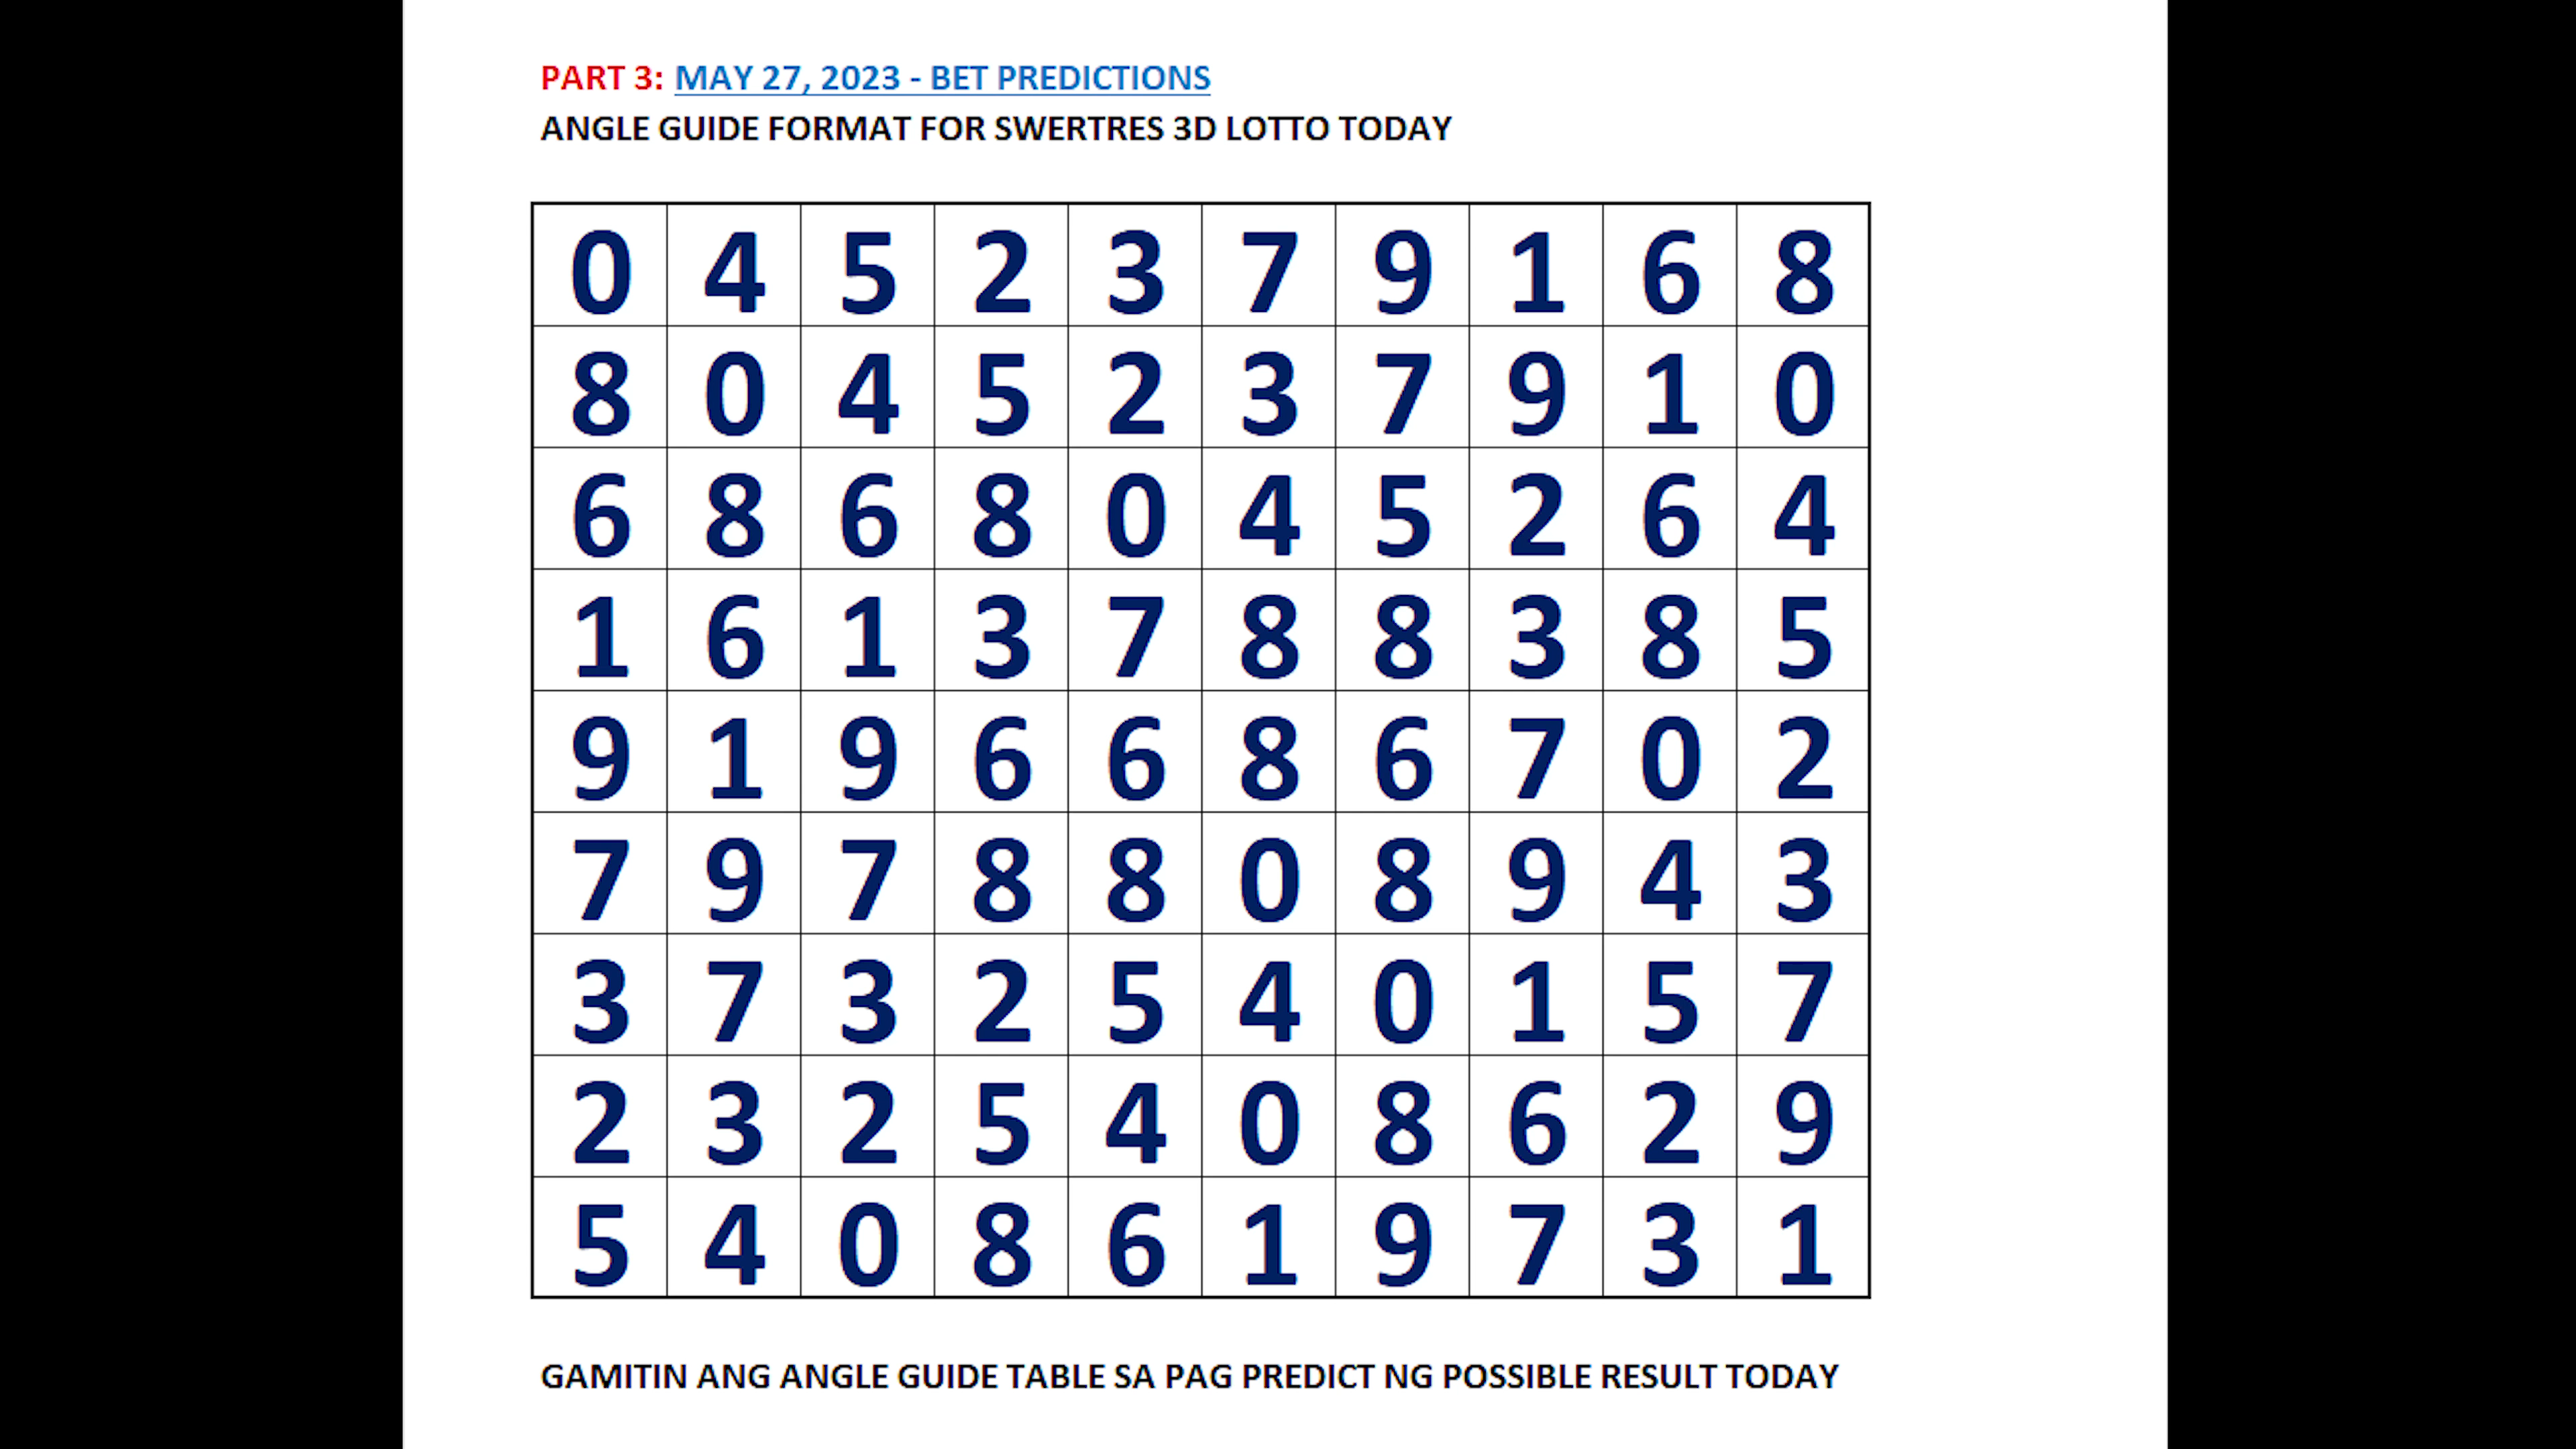 PART 3: MAY 27, 2023 - BET PREDICTIONS
ANGLE GUIDE FORMAT FOR SWERTRES 3D LOTTO TODAY
0 4 5 2 3 7 9 1 6 8
8 0 4 5 2 3 7 9 1 0
6 8 6 8 0 4 5 2 6 4
1 6 1 3 7 8 8 3 8 5
9 1 9 6 6 8 6 7 0 2
7 9 7 8 8 0 8 9 4 3
3 7 3 2 5 4 0 1 5 7
2 3 2 5 4 0 8 6 2 9
5 4 0 8 6 1 9 7 3 1
GAMITIN ANG ANGLE GUIDE TABLE SA PAG PREDICT NG POSSIBLE RESULT TODAY